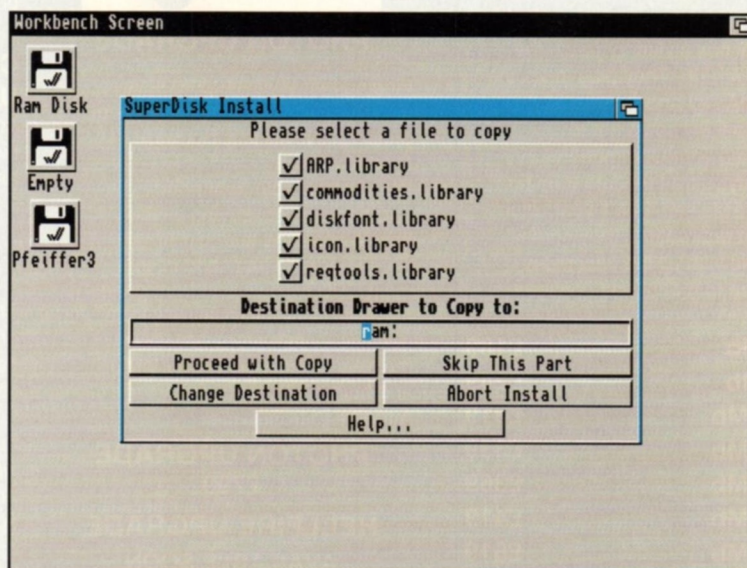 Workbench Screen
Ram Disk
Empty
Pfeiffer3
SuperDisk Install
Please select a file to copy
ARP.library
commodities.library
diskfont.library
icon.library
reqtools.library
Destination Drawer to Copy to:
ram:
Proceed with Copy
Skip This Part
Change Destination
Abort Install
Help...